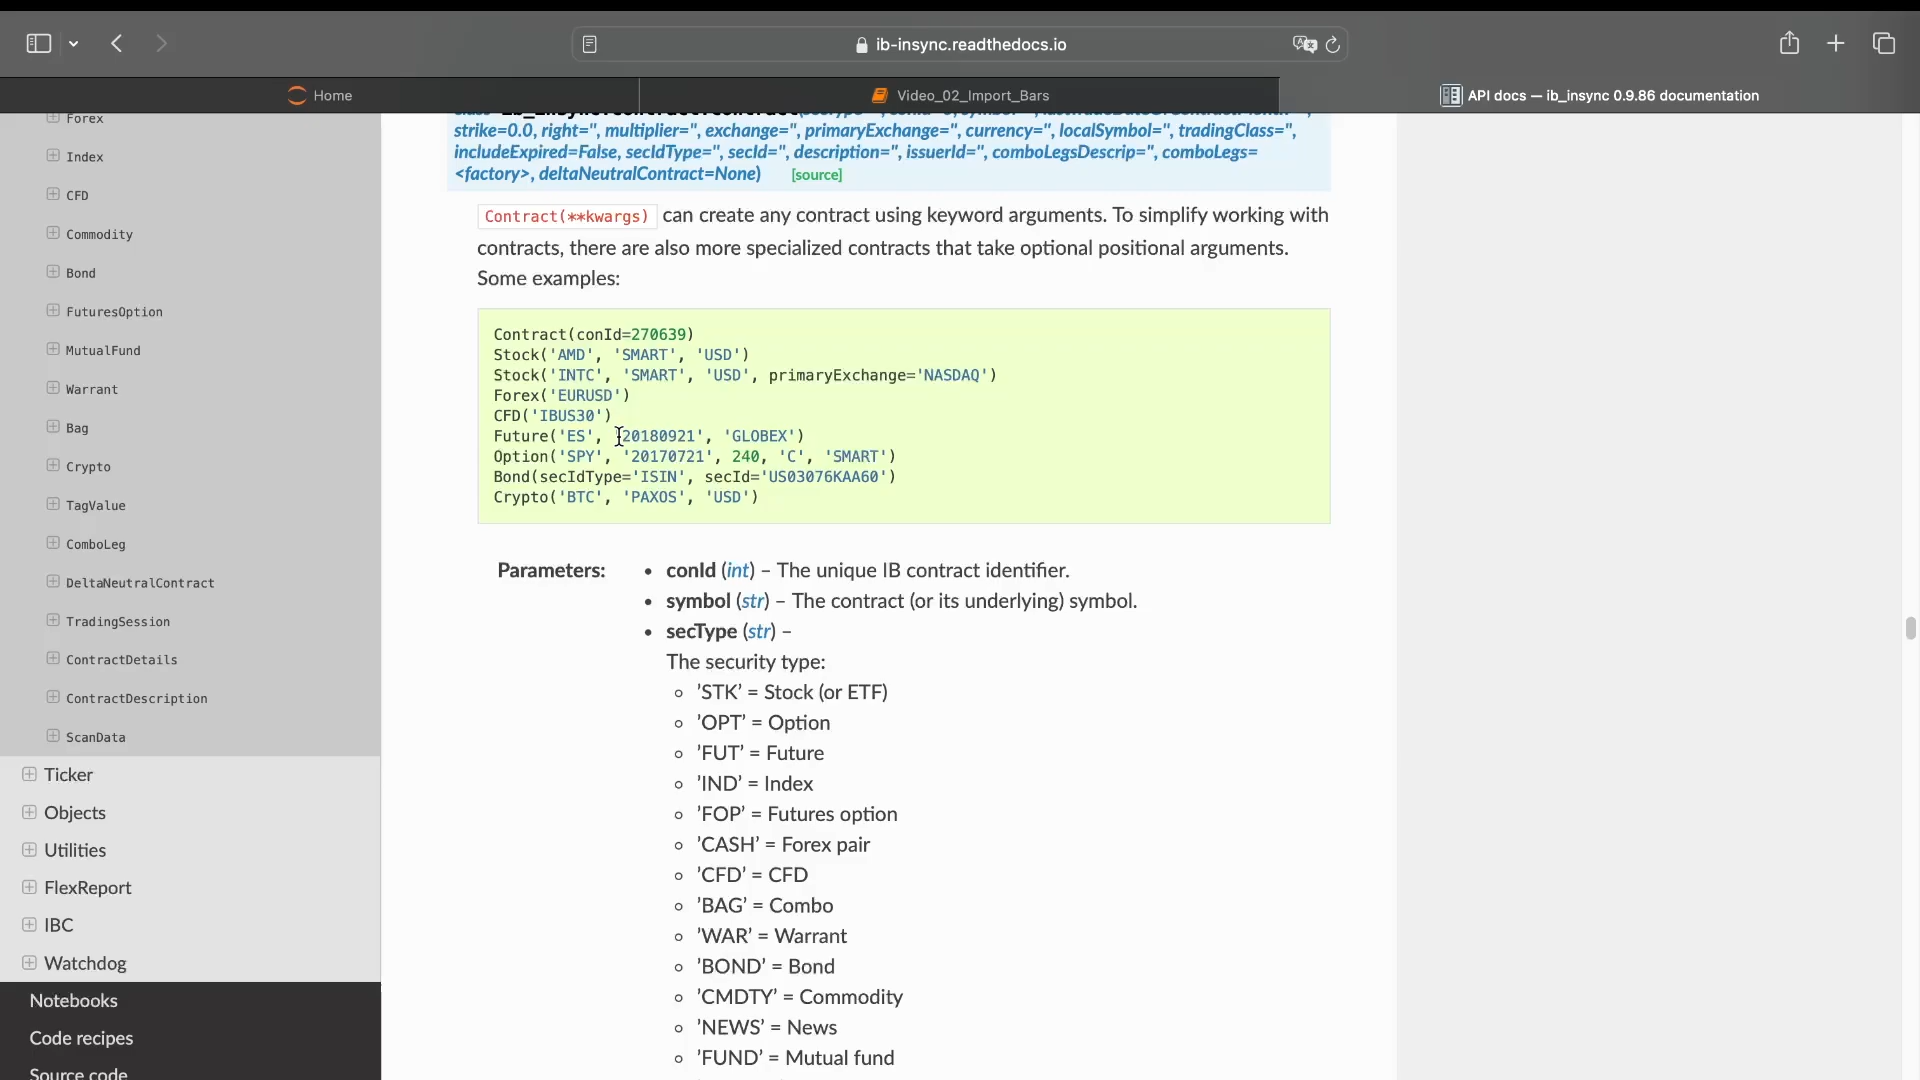 ib-insync.readthedocs.io
Home
Video_02_Import_Bars
API docs — ib_insync 0.9.86 documentation
Forex
Index
CFD
Commodity
Bond
FuturesOption
MutualFund
Warrant
Bag
Crypto
TagValue
ComboLeg
DeltaNeutralContract
TradingSession
ContractDetails
ContractDescription
ScanData
Ticker
Objects
Utilities
FlexReport
IBC
Watchdog
Notebooks
Code recipes
Source code
strike=0.0, right='', multiplier='', exchange='', primaryExchange='', currency='', localSymbol='', tradingClass='',
includeExpired=False, secIdType='', secId='', description='', issuerId='', comboLegsDescrip='', comboLegs=
<factory>, deltaNeutralContract=None) [source]
Contract(**kwargs) can create any contract using keyword arguments. To simplify working with
contracts, there are also more specialized contracts that take optional positional arguments.
Some examples:
Contract(conId=270639)
Stock('AMD', 'SMART', 'USD')
Stock('INTC', 'SMART', 'USD', primaryExchange='NASDAQ')
Forex('EURUSD')
CFD('IBUS30')
Future('ES', '20180921', 'GLOBEX')
Option('SPY', '20170721', 240, 'C', 'SMART')
Bond(secIdType='ISIN', secId='US03076KAA60')
Crypto('BTC', 'PAXOS', 'USD')
Parameters:
• conId (int) – The unique IB contract identifier.
• symbol (str) – The contract (or its underlying) symbol.
• secType (str) –
The security type:
◦ 'STK' = Stock (or ETF)
◦ 'OPT' = Option
◦ 'FUT' = Future
◦ 'IND' = Index
◦ 'FOP' = Futures option
◦ 'CASH' = Forex pair
◦ 'CFD' = CFD
◦ 'BAG' = Combo
◦ 'WAR' = Warrant
◦ 'BOND' = Bond
◦ 'CMDTY' = Commodity
◦ 'NEWS' = News
◦ 'FUND' = Mutual fund